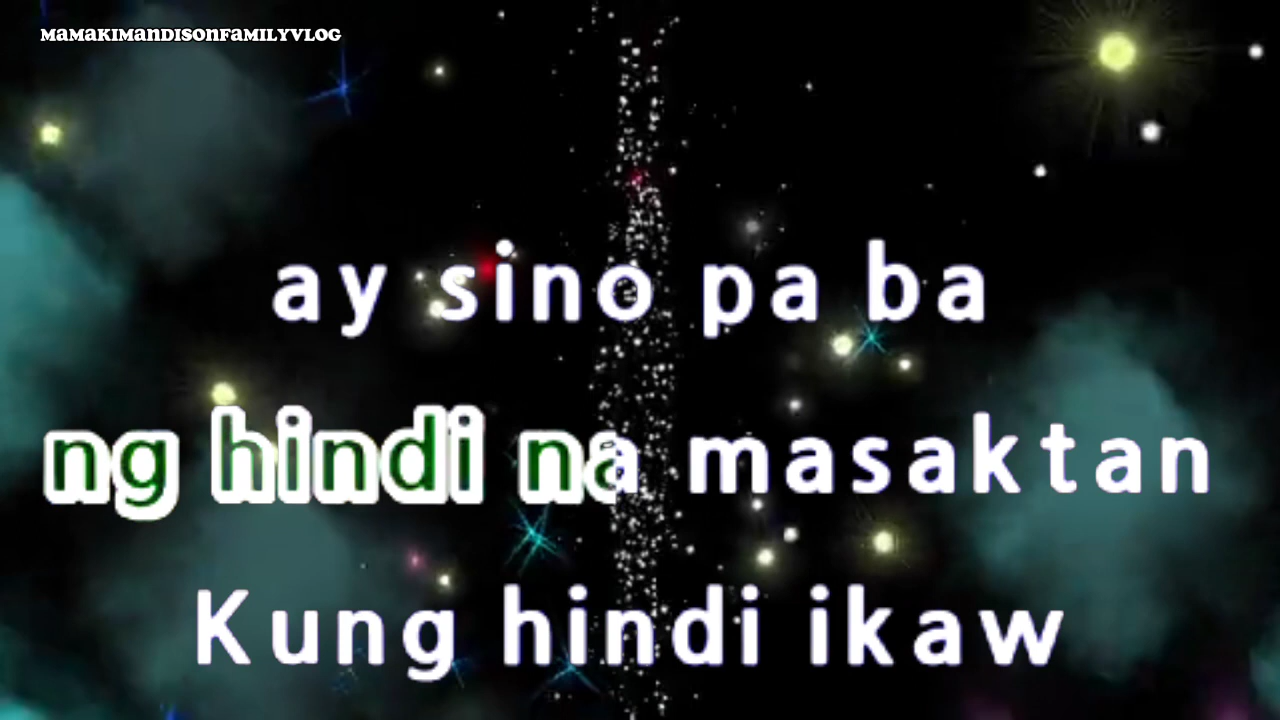 MAMAKIMANDISONFAMILYVLOG
ay sino pa ba
ng hindi na masaktan
Kung hindi ikaw